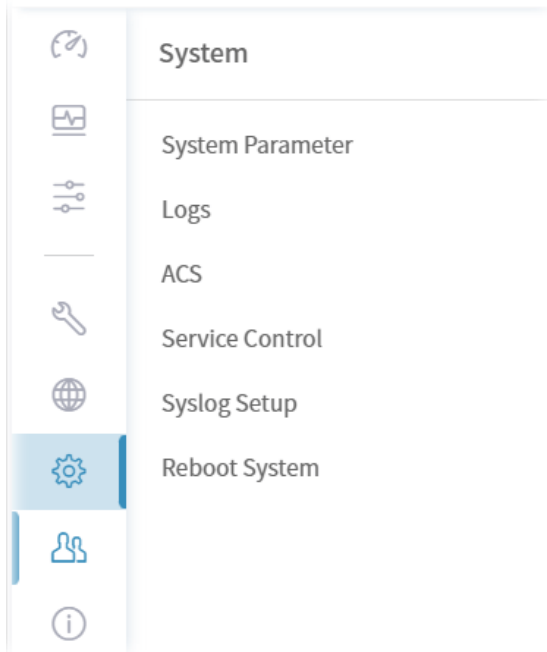 System
System Parameter
Logs
ACS
Service Control
Syslog Setup
Reboot System